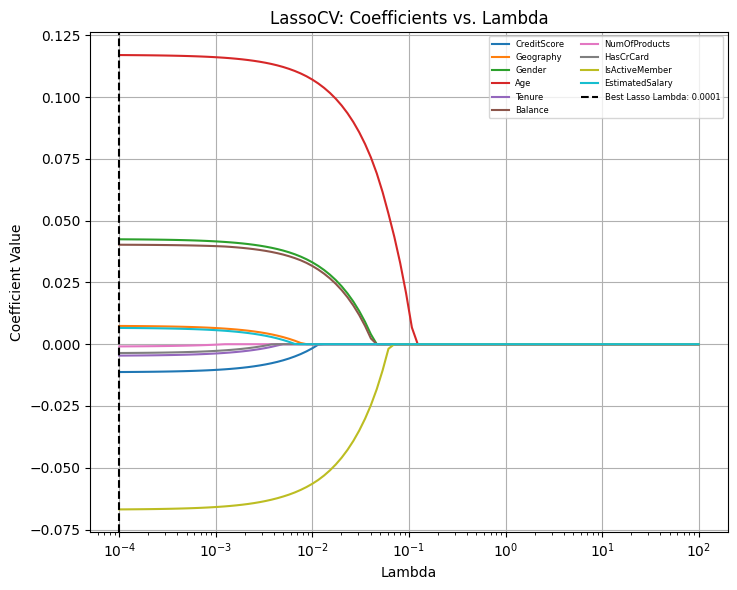 LassoCV: Coefficients vs. Lambda
0.125
0.100
0.075
0.050
0.025
0.000
−0.025
−0.050
−0.075
Coefficient Value
CreditScore
Geography
Gender
Age
Tenure
Balance
NumOfProducts
HasCrCard
IsActiveMember
EstimatedSalary
Best Lasso Lambda: 0.0001
10⁻⁴
10⁻³
10⁻²
10⁻¹
10⁰
10¹
10²
Lambda